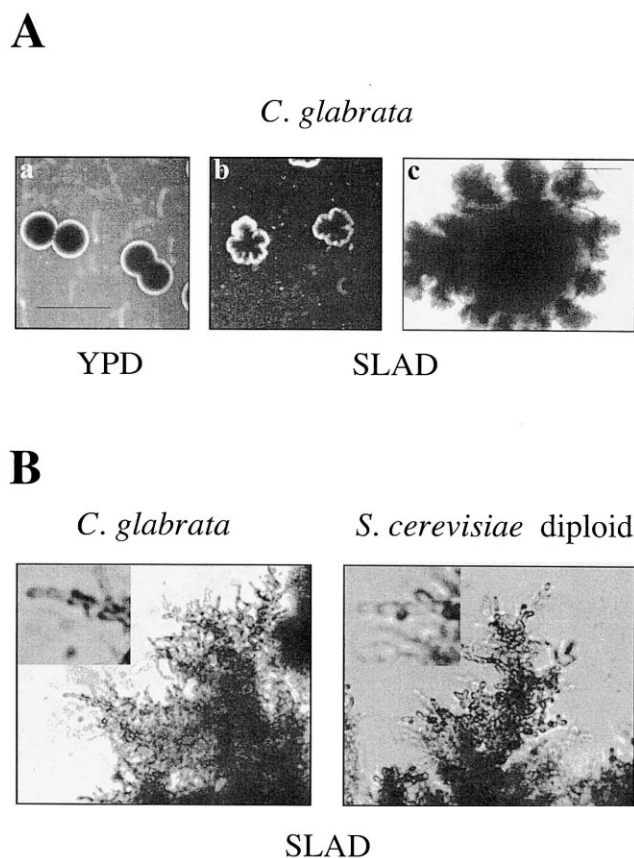 A
C. glabrata
a b c
YPD SLAD
B
C. glabrata S. cerevisiae diploid
SLAD